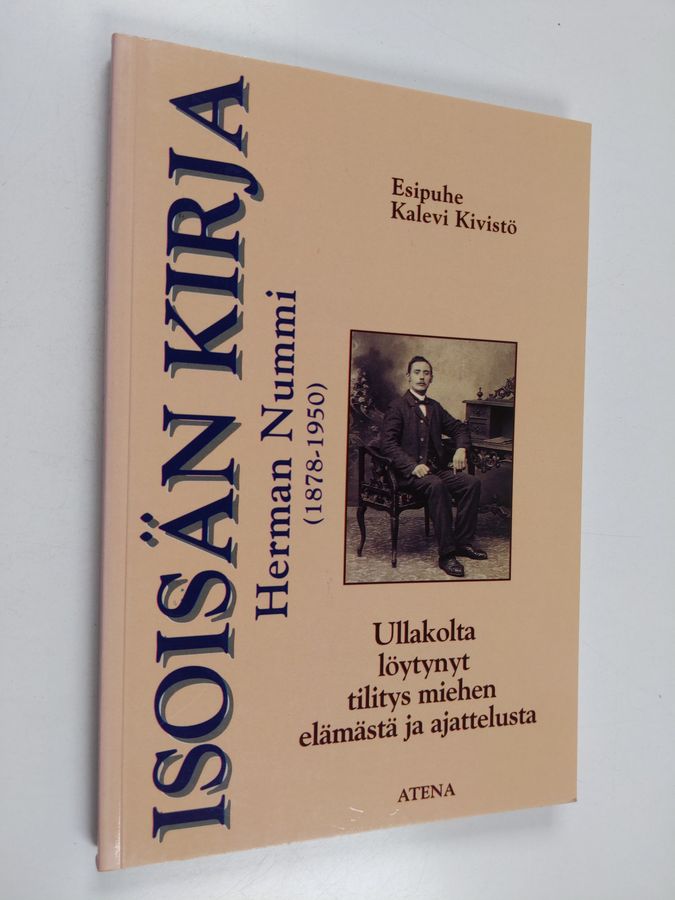 ISOISÄN KIRJA
Herman Nummi
(1878-1950)
Esipuhe
Kalevi Kivistö
Ullakolta
löytynyt
tilitys miehen
elämästä ja ajattelusta
ATENA